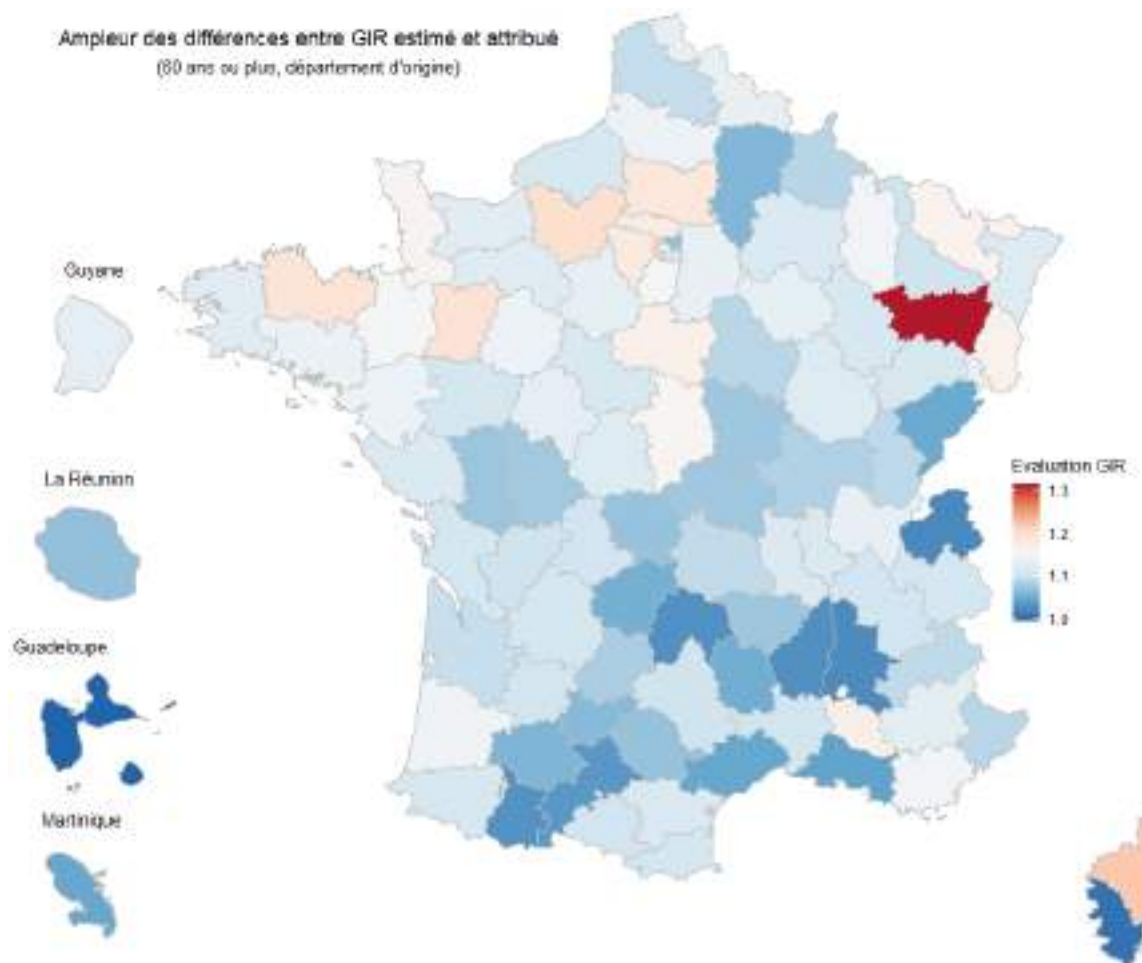 Ampleur des différences entre GIR estimé et attribué
(60 ans ou plus, département d'origine)
Guyane
La Réunion
Guadeloupe
Martinique
Evaluation GIR
1.3
1.2
1.1
1.0